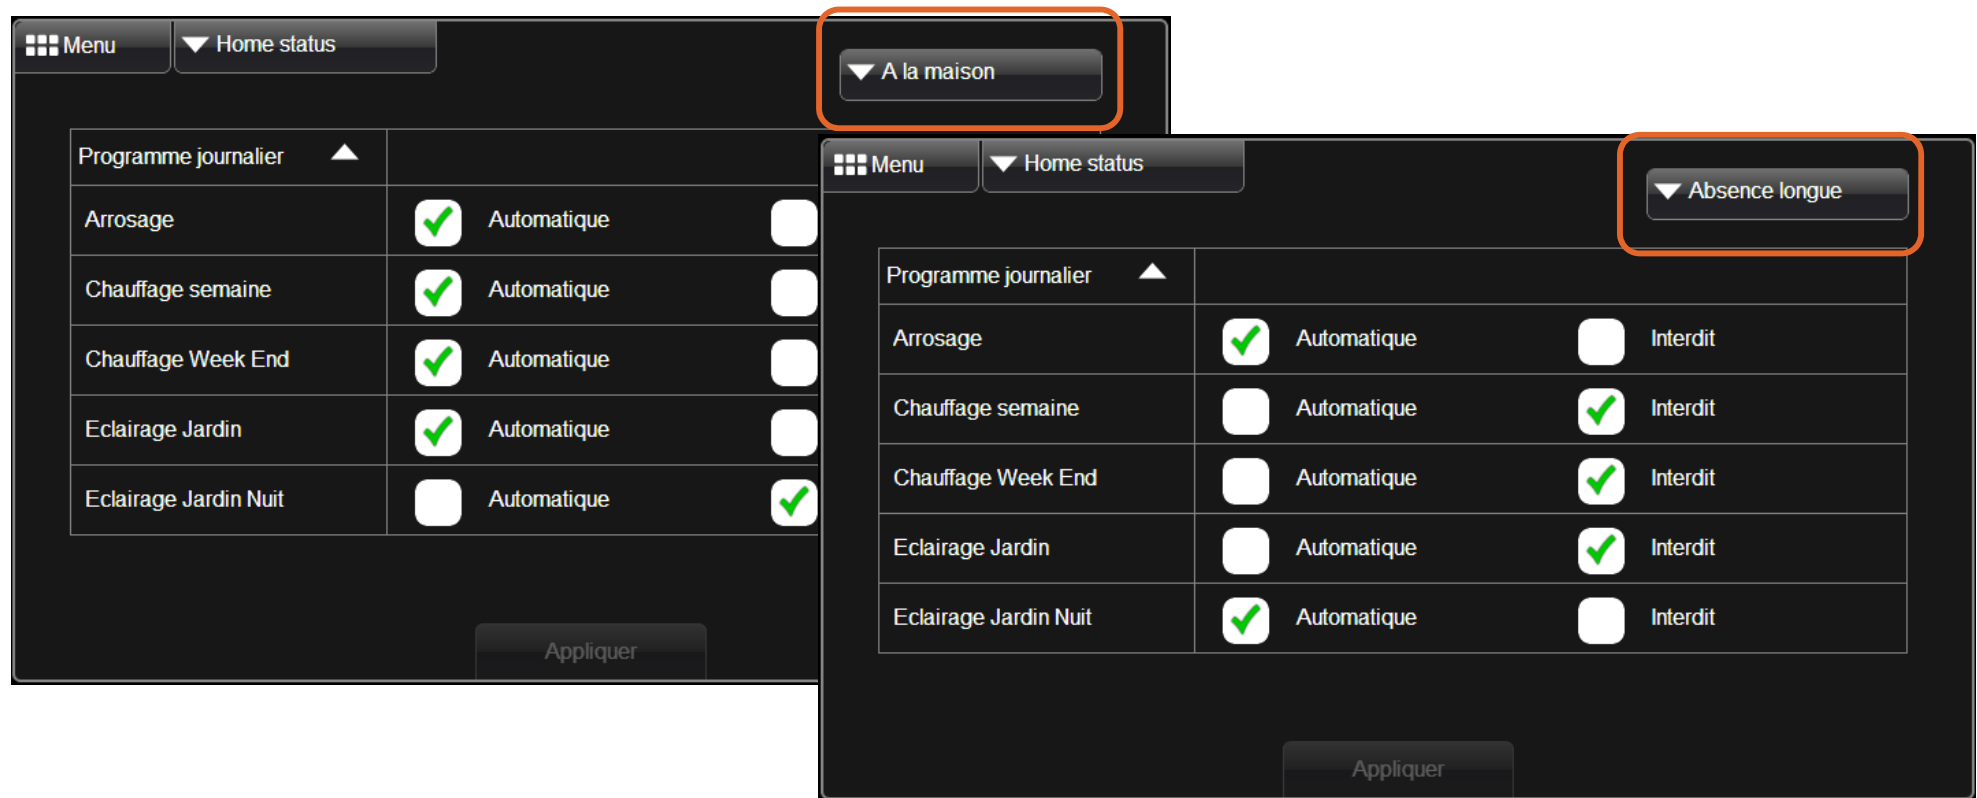 Menu
Home status
A la maison
Programme journalier
Arrosage Automatique
Chauffage semaine Automatique
Chauffage Week End Automatique
Eclairage Jardin Automatique
Eclairage Jardin Nuit Automatique
Appliquer
Menu
Home status
Absence longue
Programme journalier
Arrosage Automatique Interdit
Chauffage semaine Automatique Interdit
Chauffage Week End Automatique Interdit
Eclairage Jardin Automatique Interdit
Eclairage Jardin Nuit Automatique Interdit
Appliquer